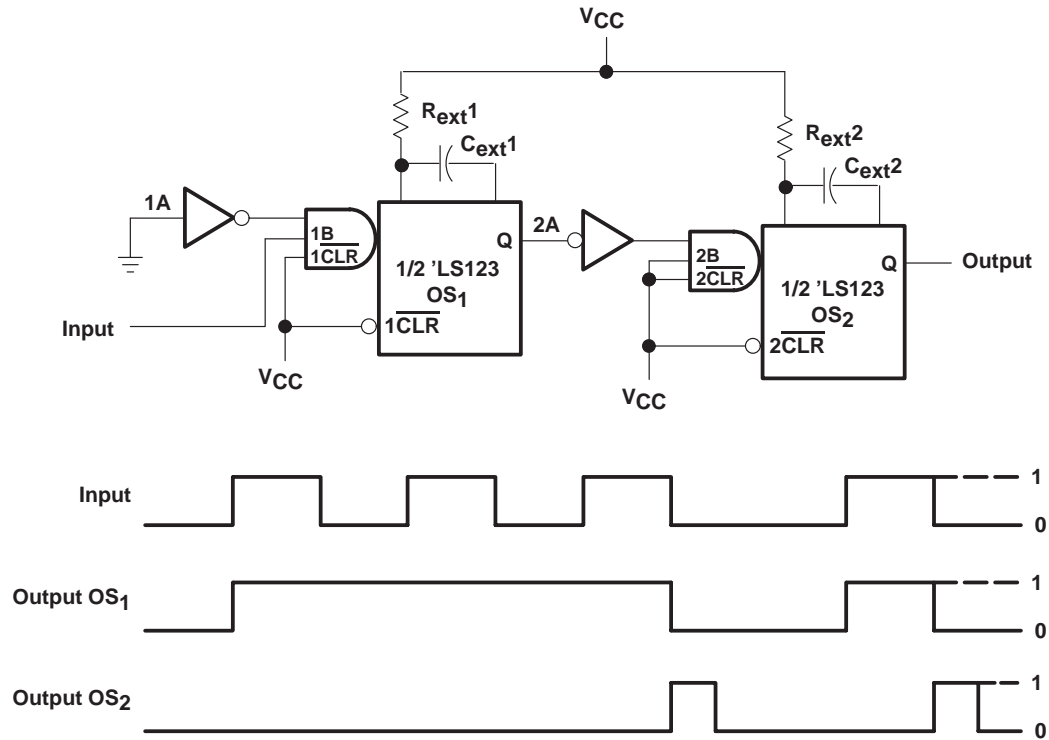 VCC
Rext1
Cext1
Rext2
Cext2
1A
1B
1CLR
Q
1/2 ’LS123
OS1
1CLR
2A
2B
2CLR
Q
1/2 ’LS123
OS2
2CLR
Output
Input
VCC
VCC
Input
1
0
Output OS1
1
0
Output OS2
1
0